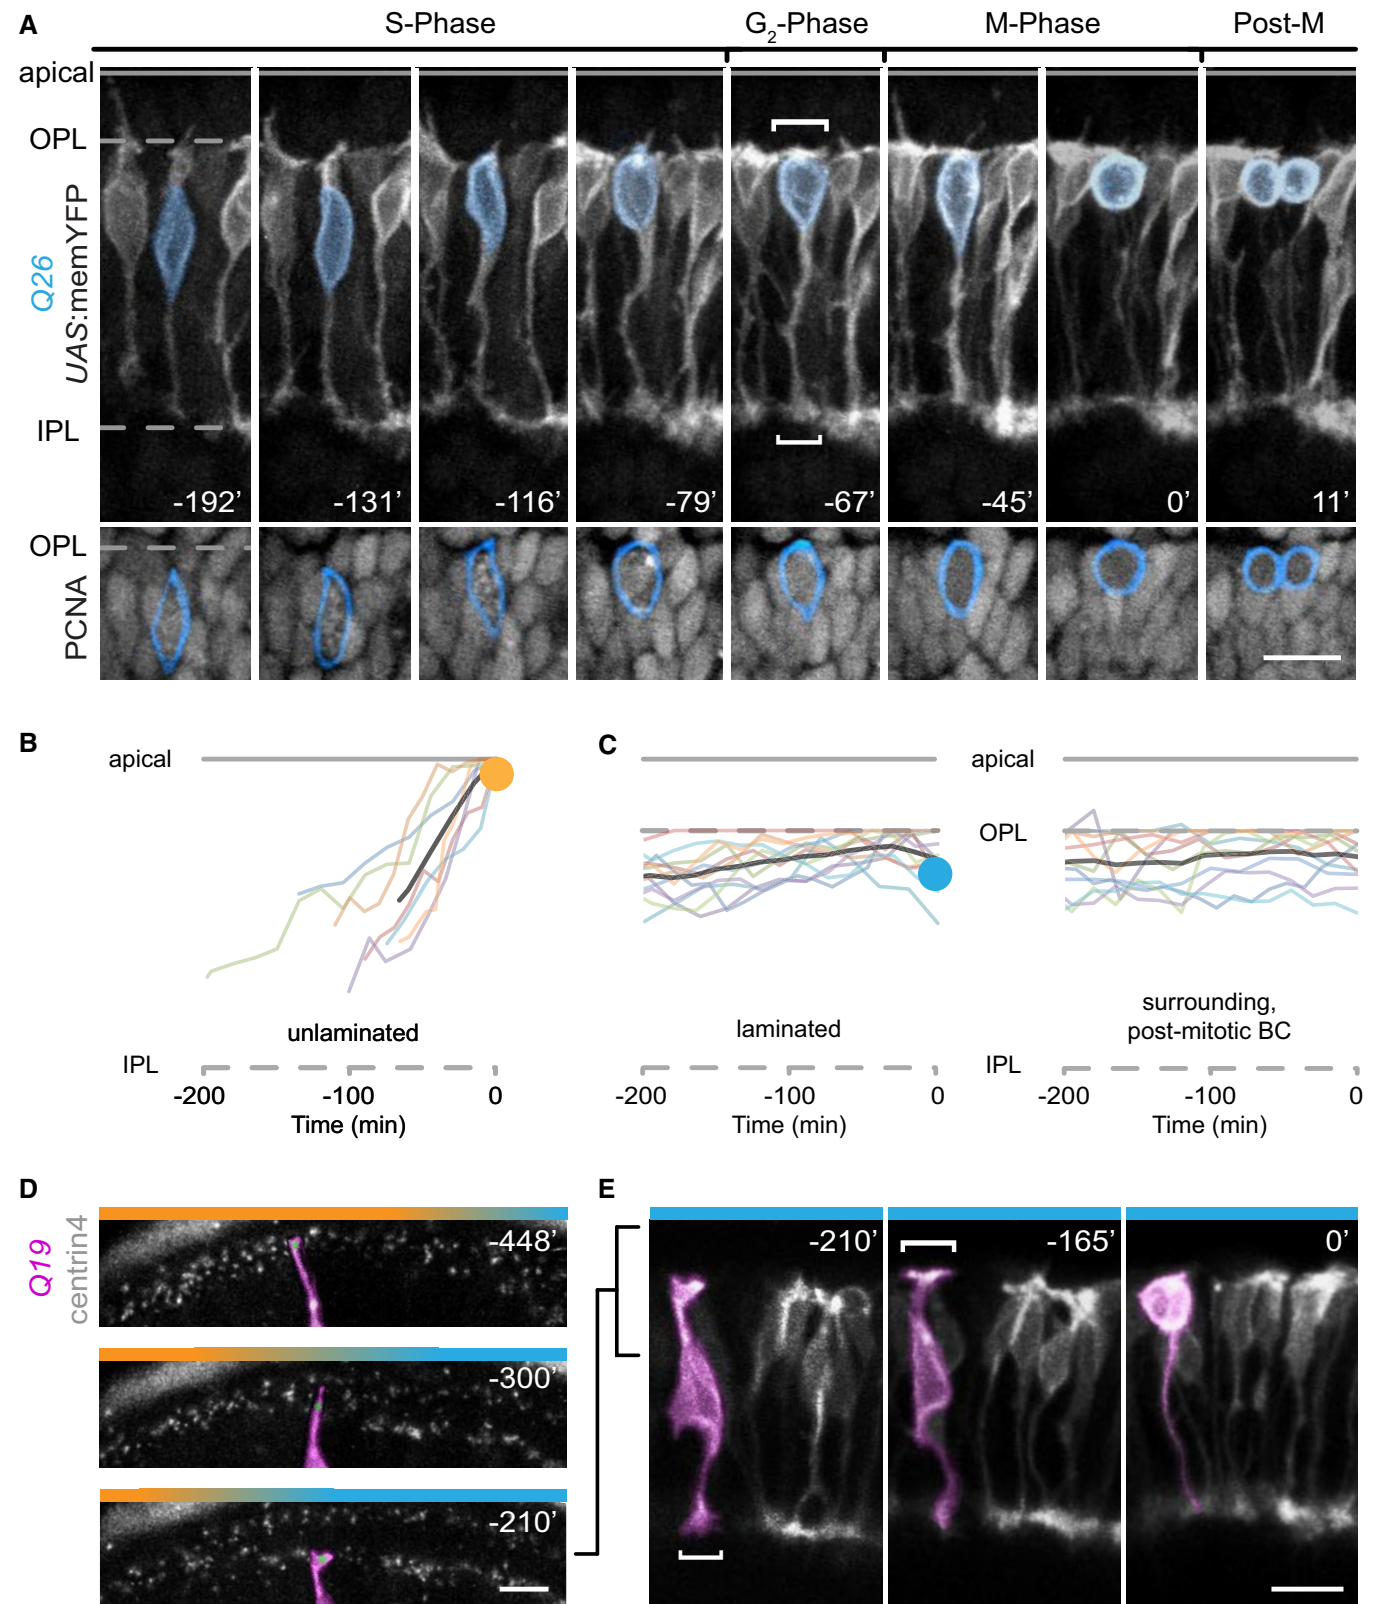 A
S-Phase
G2-Phase
M-Phase
Post-M
apical
OPL
Q26
UAS:memYFP
IPL
-192’
-131’
-116’
-79’
-67’
-45’
0’
11’
OPL
PCNA
B
apical
unlaminated
IPL
-200
-100
0
Time (min)
C
apical
OPL
laminated
surrounding,
post-mitotic BC
IPL
-200
-100
0
Time (min)
-200
-100
0
Time (min)
D
Q19
centrin4
-448’
-300’
-210’
E
-210’
-165’
0’